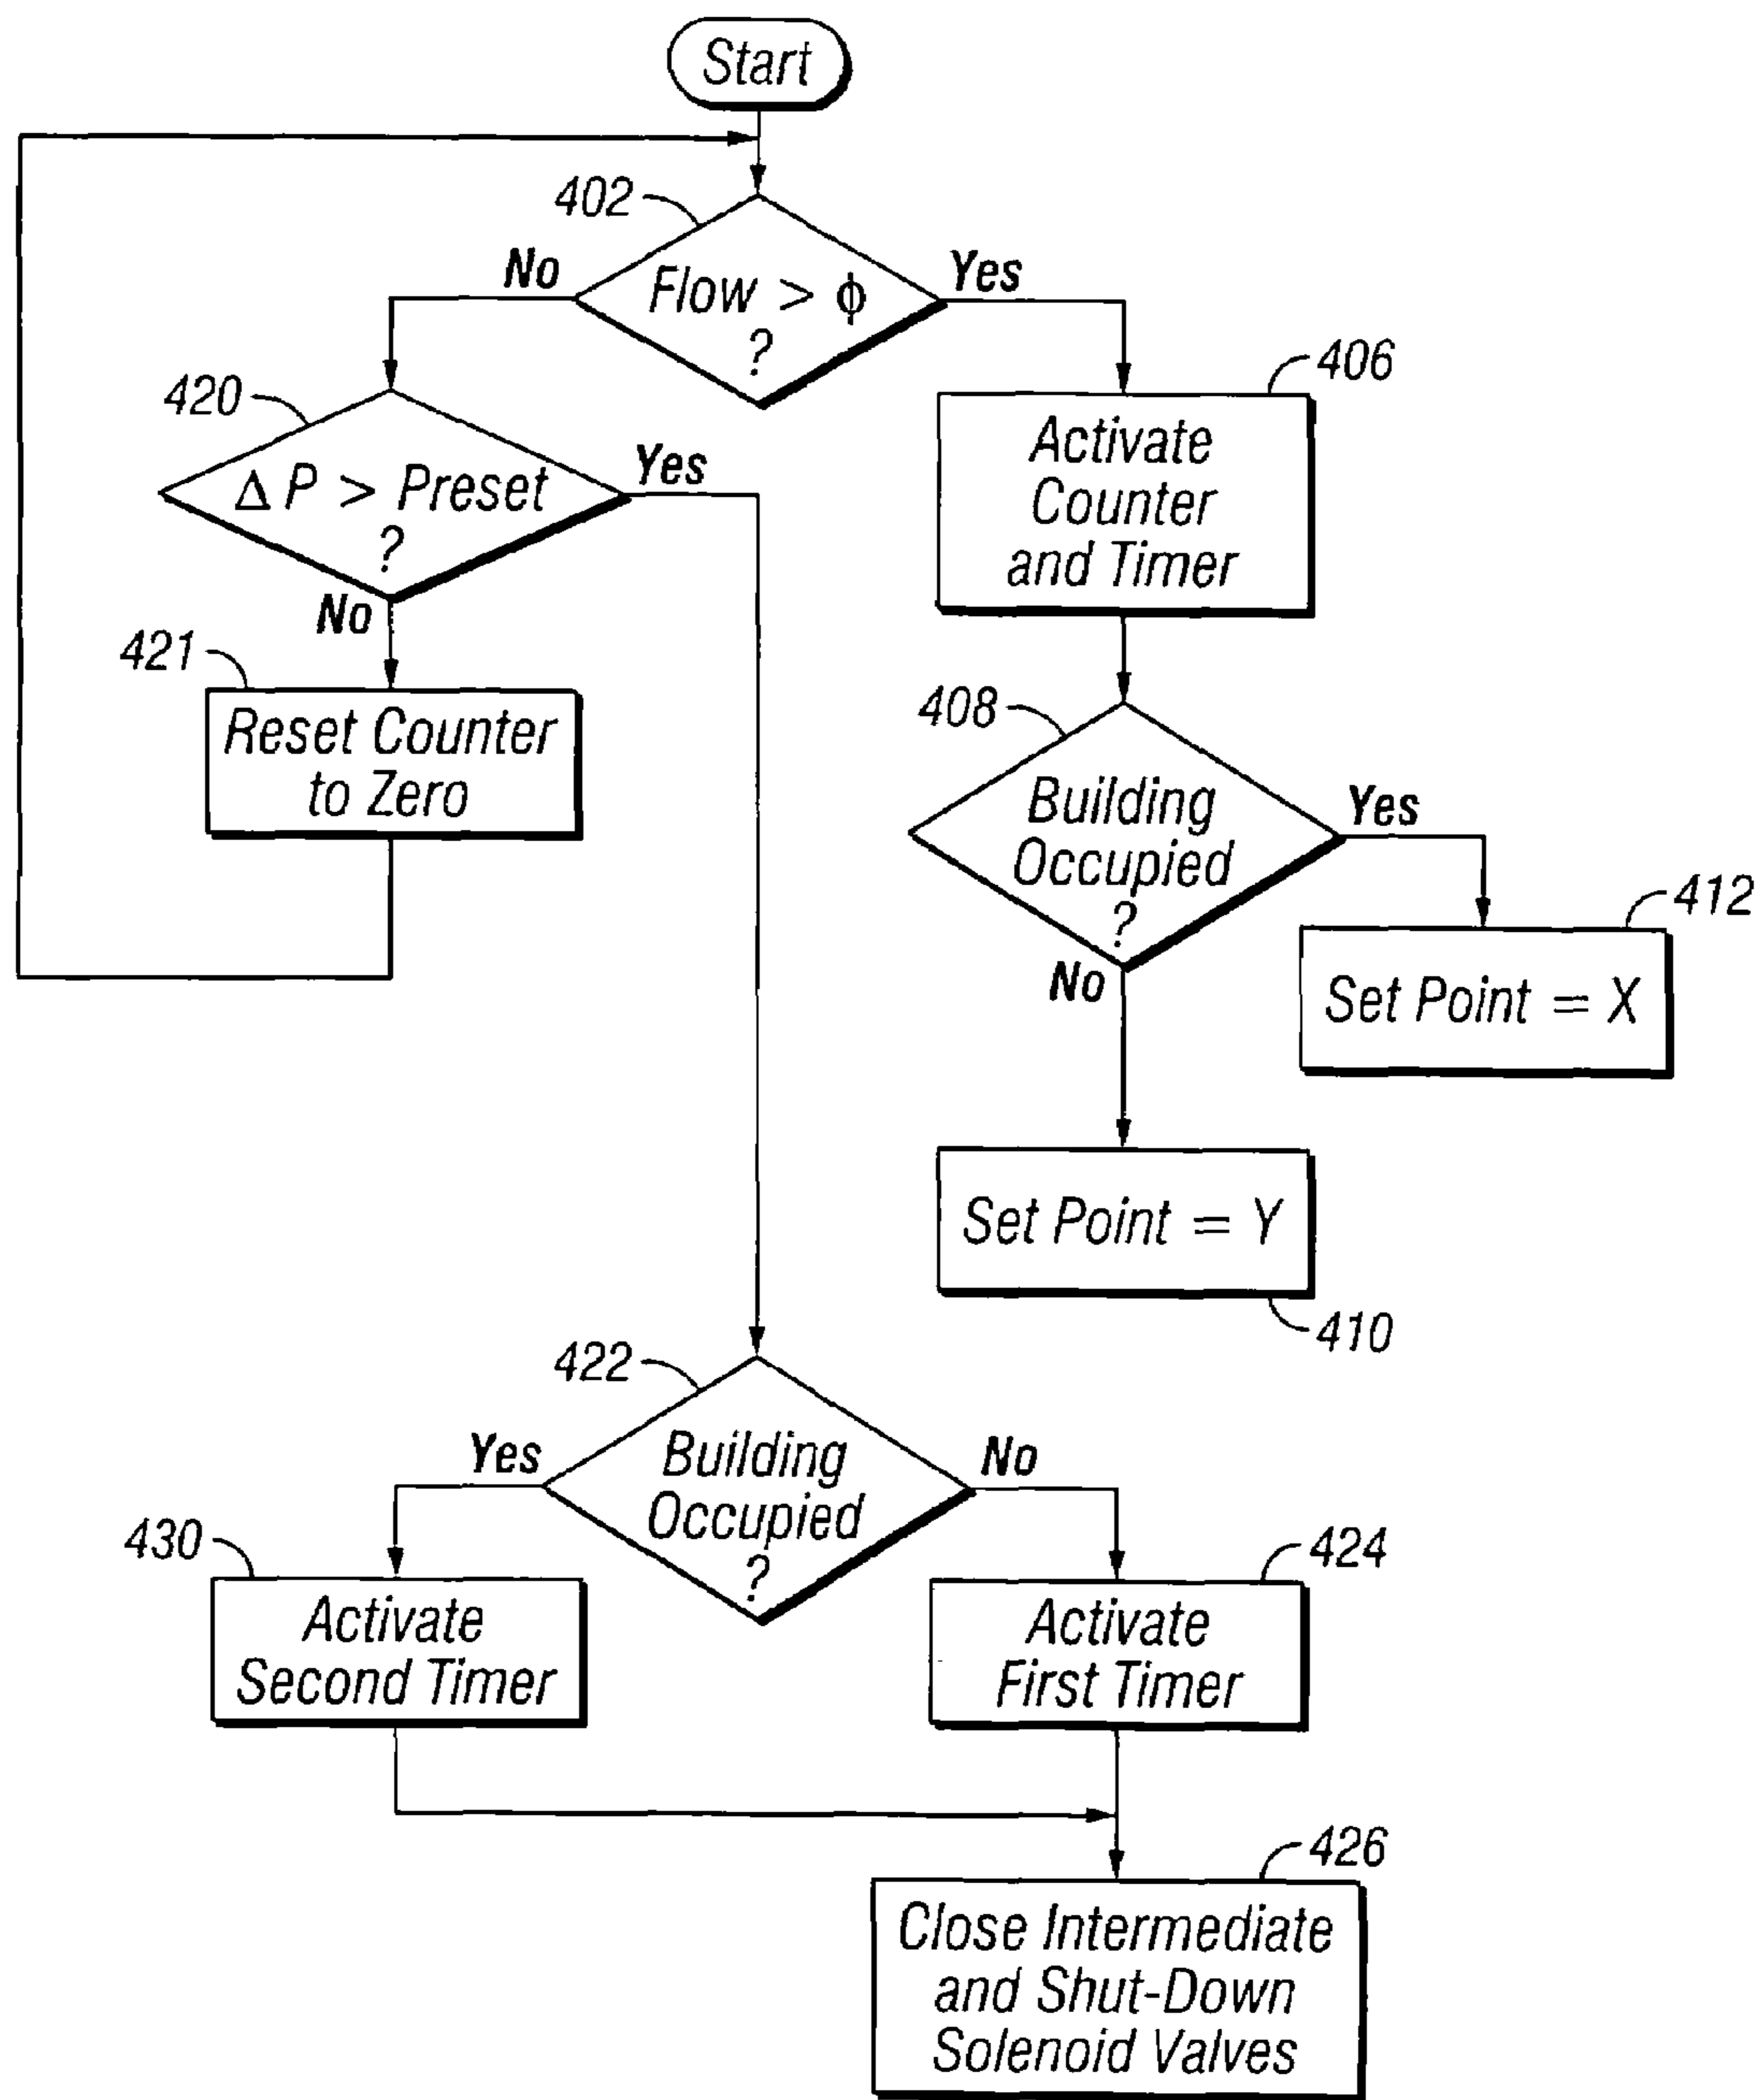 Start
402
No
Flow > ϕ
?
Yes
420
Δ P > Preset
?
Yes
No
406
Activate
Counter
and Timer
421
Reset Counter
to Zero
408
Building
Occupied
?
Yes
No
412
Set Point = X
Set Point = Y
410
422
Yes
Building
Occupied
?
No
430
Activate
Second Timer
424
Activate
First Timer
426
Close Intermediate
and Shut-Down
Solenoid Valves